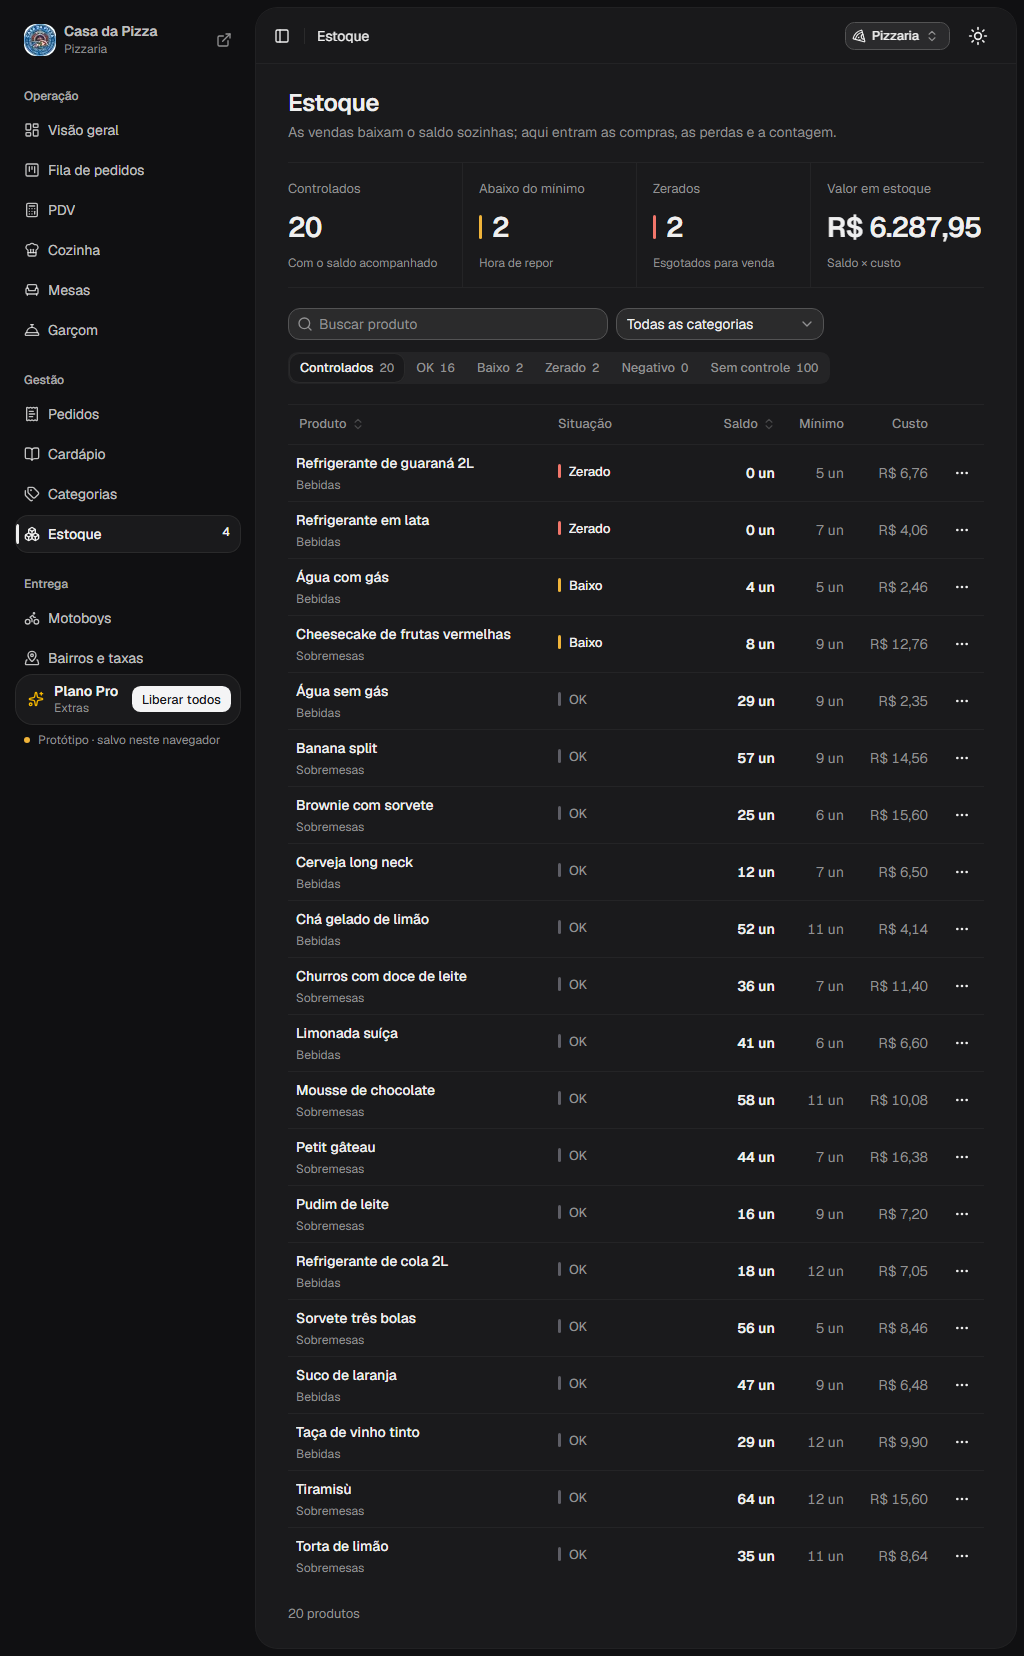 Casa da Pizza
Pizzaria
Operação
Visão geral
Fila de pedidos
PDV
Cozinha
Mesas
Garçom
Gestão
Pedidos
Cardápio
Categorias
Estoque 4
Entrega
Motoboys
Bairros e taxas
Plano Pro
Extras
Liberar todos
Protótipo · salvo neste navegador
Estoque
Pizzaria
Estoque
As vendas baixam o saldo sozinhas; aqui entram as compras, as perdas e a contagem.
Controlados
20
Com o saldo acompanhado
Abaixo do mínimo
2
Hora de repor
Zerados
2
Esgotados para venda
Valor em estoque
R$ 6.287,95
Saldo × custo
Buscar produto
Todas as categorias
Controlados 20 OK 16 Baixo 2 Zerado 2 Negativo 0 Sem controle 100
Produto Situação Saldo Mínimo Custo
Refrigerante de guaraná 2L
Bebidas
Zerado 0 un 5 un R$ 6,76
Refrigerante em lata
Bebidas
Zerado 0 un 7 un R$ 4,06
Água com gás
Bebidas
Baixo 4 un 5 un R$ 2,46
Cheesecake de frutas vermelhas
Sobremesas
Baixo 8 un 9 un R$ 12,76
Água sem gás
Bebidas
OK 29 un 9 un R$ 2,35
Banana split
Sobremesas
OK 57 un 9 un R$ 14,56
Brownie com sorvete
Sobremesas
OK 25 un 6 un R$ 15,60
Cerveja long neck
Bebidas
OK 12 un 7 un R$ 6,50
Chá gelado de limão
Bebidas
OK 52 un 11 un R$ 4,14
Churros com doce de leite
Sobremesas
OK 36 un 7 un R$ 11,40
Limonada suíça
Bebidas
OK 41 un 6 un R$ 6,60
Mousse de chocolate
Sobremesas
OK 58 un 11 un R$ 10,08
Petit gâteau
Sobremesas
OK 44 un 7 un R$ 16,38
Pudim de leite
Sobremesas
OK 16 un 9 un R$ 7,20
Refrigerante de cola 2L
Bebidas
OK 18 un 12 un R$ 7,05
Sorvete três bolas
Sobremesas
OK 56 un 5 un R$ 8,46
Suco de laranja
Bebidas
OK 47 un 9 un R$ 6,48
Taça de vinho tinto
Bebidas
OK 29 un 12 un R$ 9,90
Tiramisù
Sobremesas
OK 64 un 12 un R$ 15,60
Torta de limão
Sobremesas
OK 35 un 11 un R$ 8,64
20 produtos